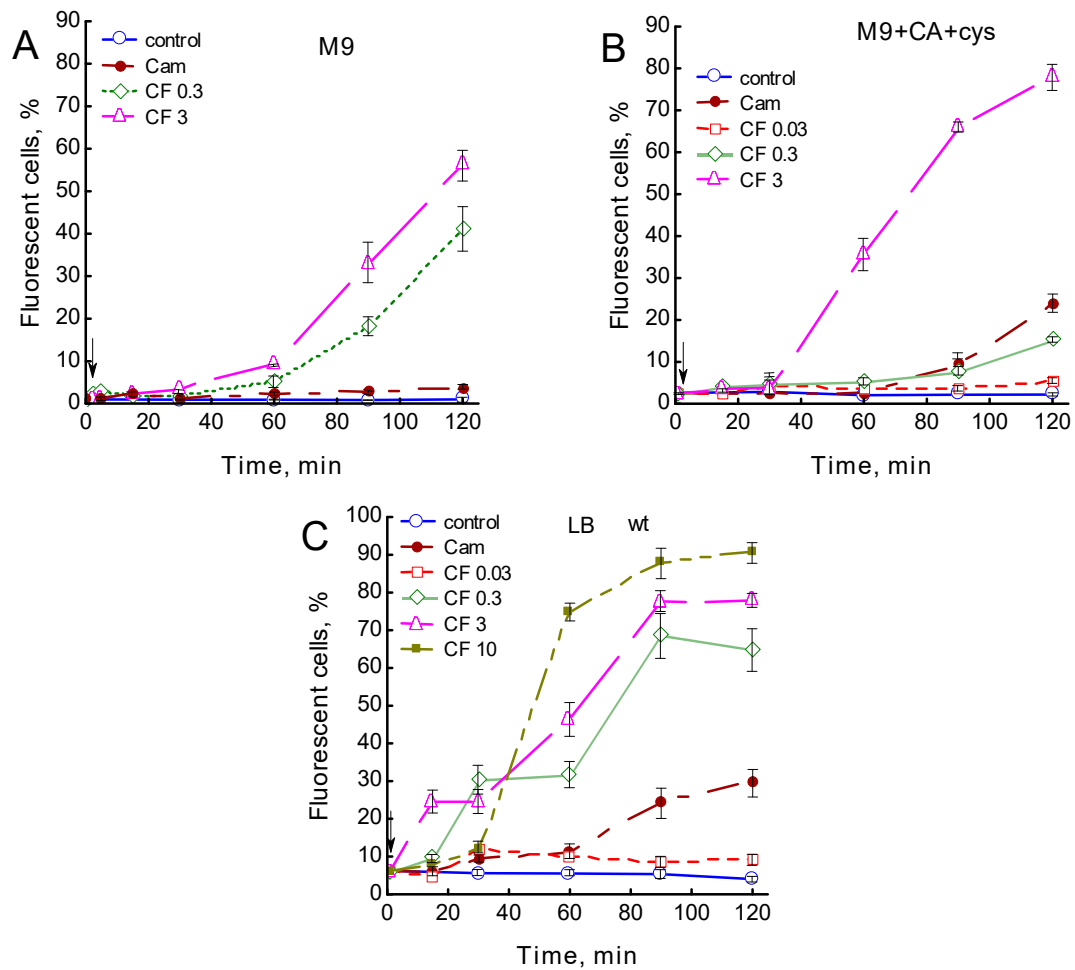 A
M9
control
Cam
CF 0.3
CF 3
Fluorescent cells, %
90
80
70
60
50
40
30
20
10
0
0 20 40 60 80 100 120
Time, min
B
M9+CA+cys
control
Cam
CF 0.03
CF 0.3
CF 3
Fluorescent cells, %
90
80
70
60
50
40
30
20
10
0
0 20 40 60 80 100 120
Time, min
C
LB wt
control
Cam
CF 0.03
CF 0.3
CF 3
CF 10
Fluorescent cells, %
100
90
80
70
60
50
40
30
20
10
0
0 20 40 60 80 100 120
Time, min